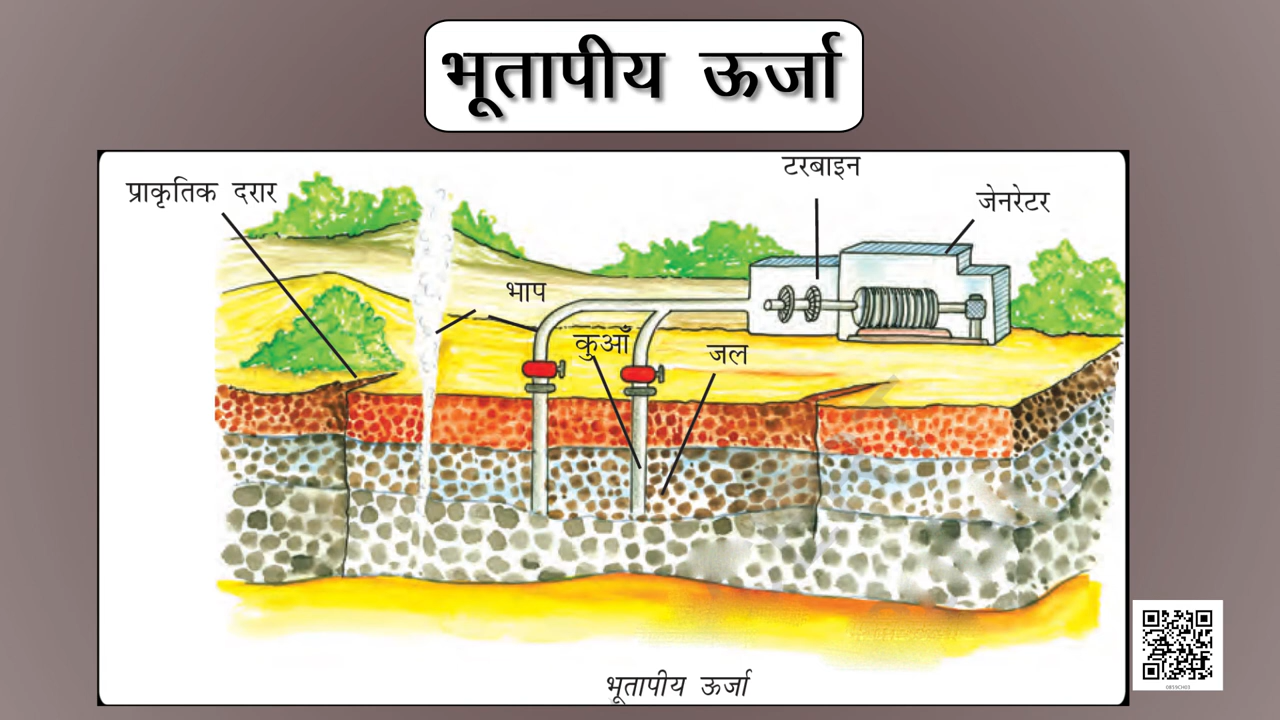 भूतापीय ऊर्जा
टरबाइन
प्राकृतिक दरार
जेनरेटर
भाप
कुआँ
जल
भूतापीय ऊर्जा